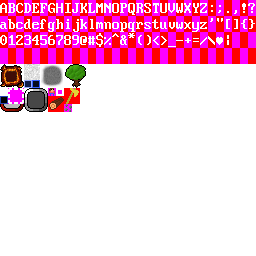 ABCDEFGHIJKLMNOPQRSTUVWXYZ:;.,!?
abcdefghijklmnopqrstuvwxyz'"[]{}
0123456789@#$%^&*()<>_-+=/\♥¦